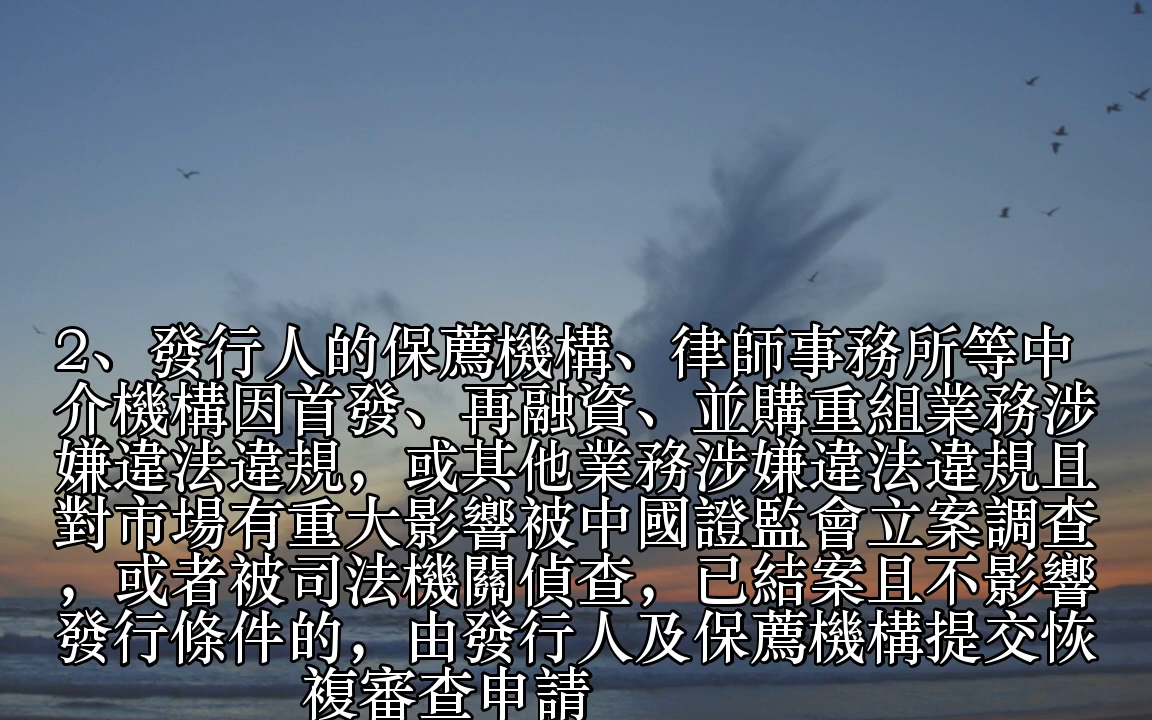 2、發行人的保薦機構、律師事務所等中
介機構因首發、再融資、並購重組業務涉
嫌違法違規，或其他業務涉嫌違法違規且
對市場有重大影響被中國證監會立案調查
，或者被司法機關偵查，已結案且不影響
發行條件的，由發行人及保薦機構提交恢
複審查申請